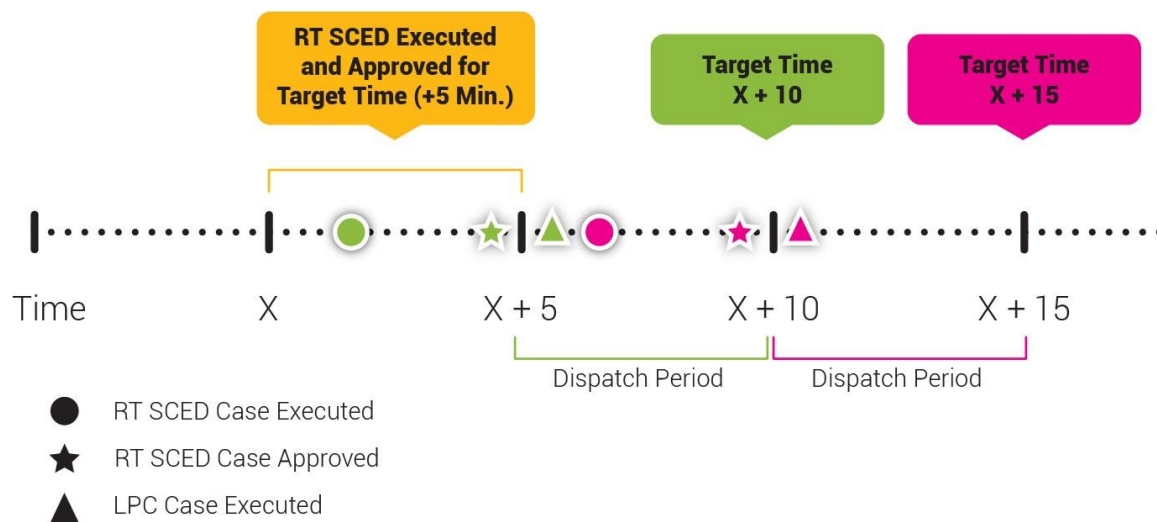 RT SCED Executed
and Approved for
Target Time (+5 Min.)
Target Time
X + 10
Target Time
X + 15
Time
X
X + 5
X + 10
X + 15
Dispatch Period
Dispatch Period
RT SCED Case Executed
RT SCED Case Approved
LPC Case Executed